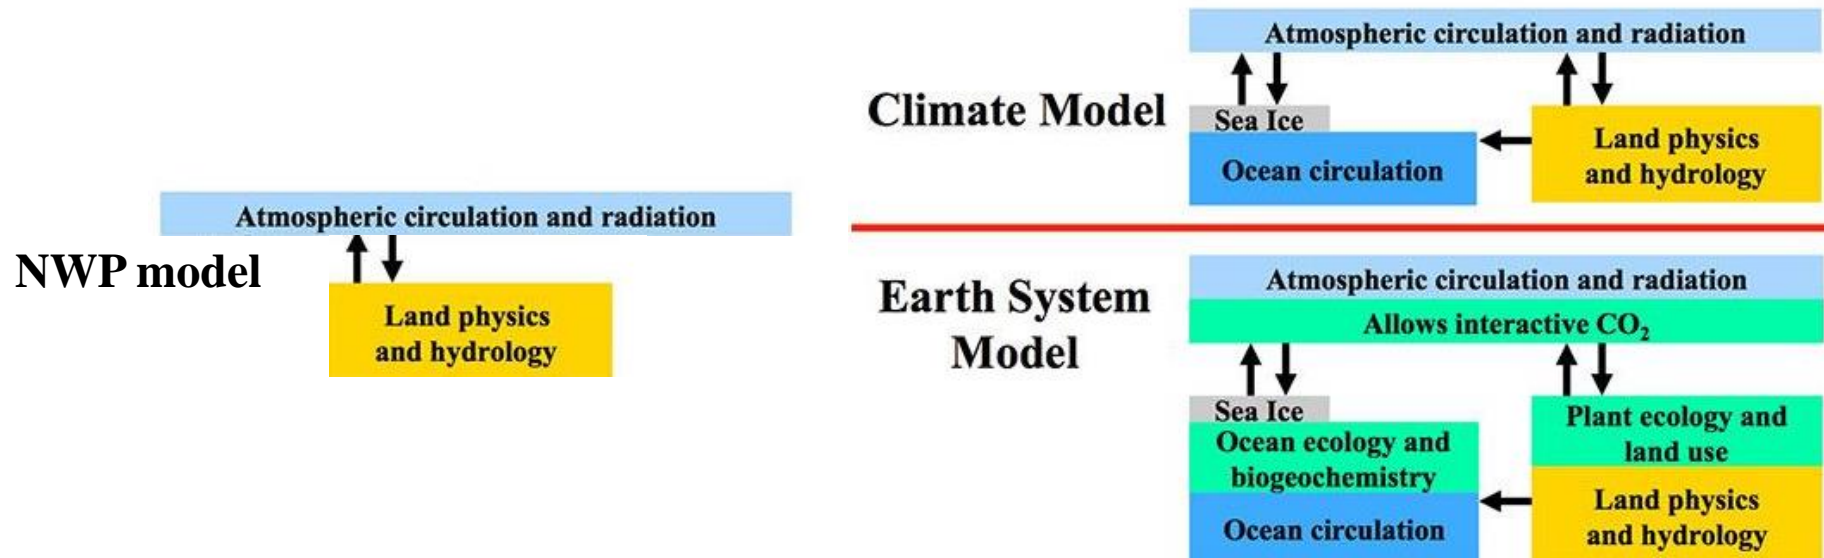 NWP model
Atmospheric circulation and radiation
Land physics
and hydrology
Climate Model
Atmospheric circulation and radiation
Sea Ice
Ocean circulation
Land physics
and hydrology
Earth System
Model
Atmospheric circulation and radiation
Allows interactive CO₂
Sea Ice
Ocean ecology and
biogeochemistry
Ocean circulation
Plant ecology and
land use
Land physics
and hydrology